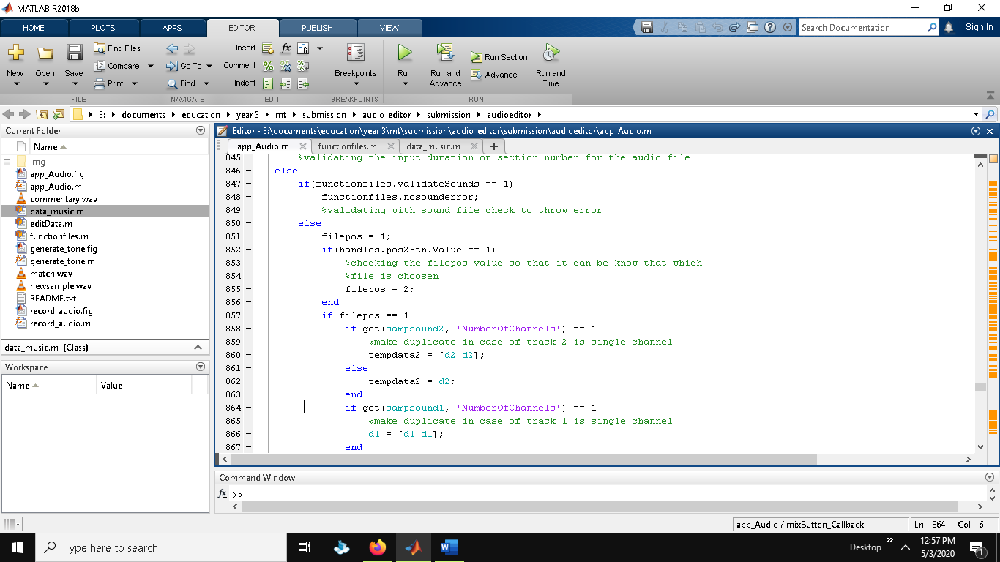 MATLAB R2018b
HOME PLOTS APPS EDITOR PUBLISH VIEW Search Documentation Sign In
New Open Save Find Files Compare Print
Go To Find
Insert fx
Comment
Indent
Breakpoints
Run Run and Advance Run Section Advance Run and Time
FILE NAVIGATE EDIT BREAKPOINTS RUN
E: documents education year 3 mt submission audio_editor submission audioeditor
Current Folder
Name
img
app_Audio.fig
app_Audio.m
commentary.wav
data_music.m
editData.m
functionfiles.m
generate_tone.fig
generate_tone.m
match.wav
newsample.wav
README.txt
record_audio.fig
record_audio.m
data_music.m (Class)
Workspace
Name Value
Editor - E:\documents\education\year 3\mt\submission\audio_editor\submission\audioeditor\app_Audio.m
app_Audio.m functionfiles.m data_music.m
845 %validating the input duration or section number for the audio file
846 – else
847 – if(functionfiles.validateSounds == 1)
848 – functionfiles.nosounderror;
849 %validating with sound file check to throw error
850 – else
851 – filepos = 1;
852 – if(handles.pos2Btn.Value == 1)
853 %checking the filepos value so that it can be know that which
854 %file is choosen
855 – filepos = 2;
856 – end
857 – if filepos == 1
858 – if get(sampsound2, 'NumberOfChannels') == 1
859 %make duplicate in case of track 2 is single channel
860 – tempdata2 = [d2 d2];
861 – else
862 – tempdata2 = d2;
863 – end
864 – if get(sampsound1, 'NumberOfChannels') == 1
865 %make duplicate in case of track 1 is single channel
866 – d1 = [d1 d1];
867 – end
Command Window
fx >>
app_Audio / mixButton_Callback Ln 864 Col 6
Type here to search
Desktop
12:57 PM
5/3/2020
1